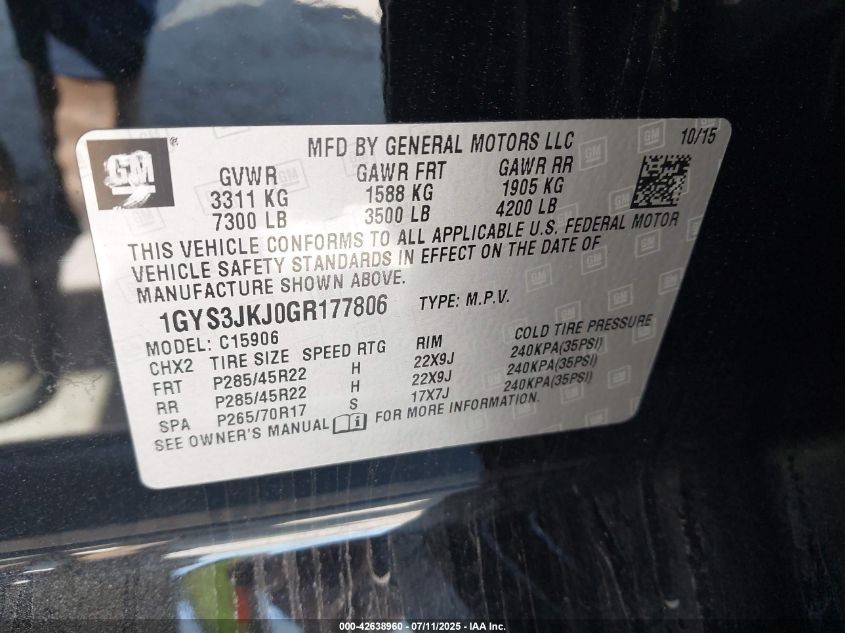 GM ®
MFD BY GENERAL MOTORS LLC
10/15
GVWR GAWR FRT GAWR RR
3311 KG 1588 KG 1905 KG
7300 LB 3500 LB 4200 LB
THIS VEHICLE CONFORMS TO ALL APPLICABLE U.S. FEDERAL MOTOR
VEHICLE SAFETY STANDARDS IN EFFECT ON THE DATE OF
MANUFACTURE SHOWN ABOVE.
1GYS3JKJ0GR177806 TYPE: M.P.V.
MODEL: C15906
CHX2 TIRE SIZE SPEED RTG RIM COLD TIRE PRESSURE
FRT P285/45R22 H 22X9J 240KPA(35PSI)
RR P285/45R22 H 22X9J 240KPA(35PSI)
SPA P265/70R17 S 17X7J 240KPA(35PSI)
SEE OWNER'S MANUAL FOR MORE INFORMATION.
000-42638960 - 07/11/2025 - IAA Inc.